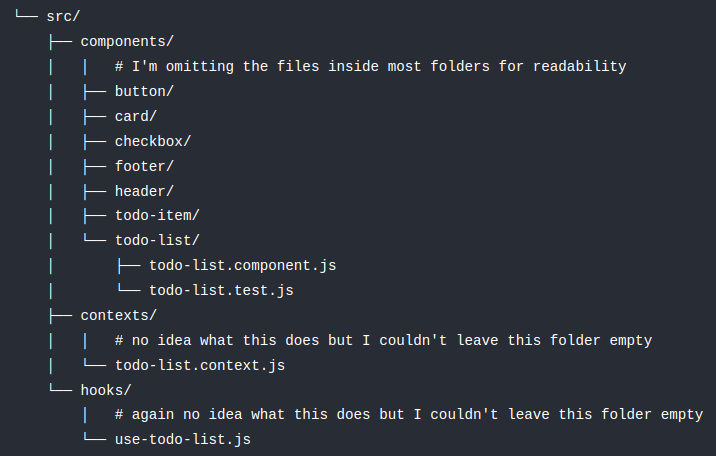 └── src/
    ├── components/
    │   │   # I'm omitting the files inside most folders for readability
    │   ├── button/
    │   ├── card/
    │   ├── checkbox/
    │   ├── footer/
    │   ├── header/
    │   ├── todo-item/
    │   └── todo-list/
    │       ├── todo-list.component.js
    │       └── todo-list.test.js
    ├── contexts/
    │   │   # no idea what this does but I couldn't leave this folder empty
    │   └── todo-list.context.js
    └── hooks/
        │   # again no idea what this does but I couldn't leave this folder empty
        └── use-todo-list.js